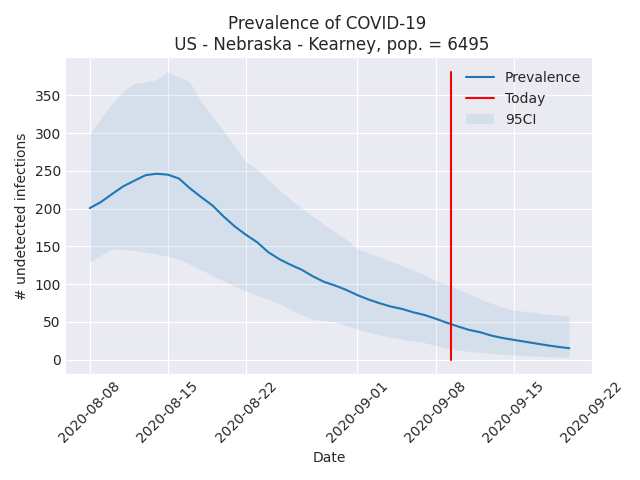 Prevalence of COVID-19
US - Nebraska - Kearney, pop. = 6495
Prevalence
Today
95CI
# undetected infections
350
300
250
200
150
100
50
0
2020-08-08
2020-08-15
2020-08-22
2020-09-01
2020-09-08
2020-09-15
2020-09-22
Date